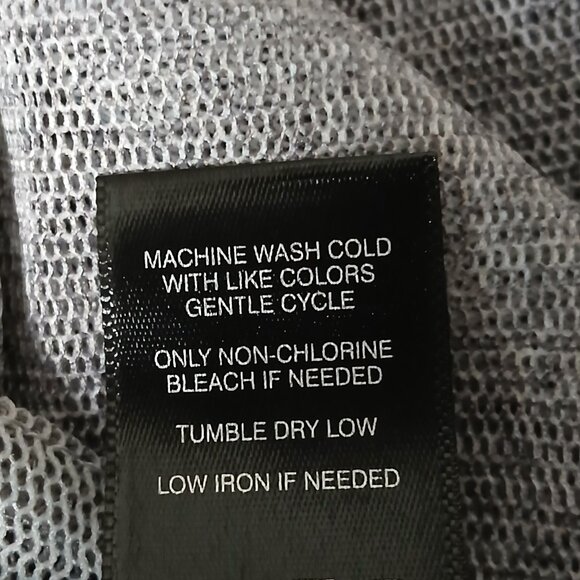 MACHINE WASH COLD
WITH LIKE COLORS
GENTLE CYCLE
ONLY NON-CHLORINE
BLEACH IF NEEDED
TUMBLE DRY LOW
LOW IRON IF NEEDED